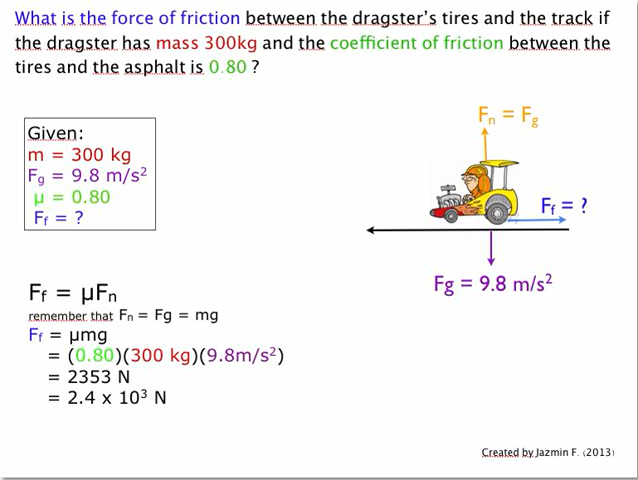 What is the force of friction between the dragster's tires and the track if
the dragster has mass 300kg and the coefficient of friction between the
tires and the asphalt is 0.80 ?
Given:
m = 300 kg
Fg = 9.8 m/s²
μ = 0.80
Ff = ?
Fn = Fg
Ff = ?
Fg = 9.8 m/s²
Ff = μFn
remember that Fn = Fg = mg
Ff = μmg
= (0.80)(300 kg)(9.8m/s²)
= 2353 N
= 2.4 x 10³ N
Created by Jazmin F. (2013)